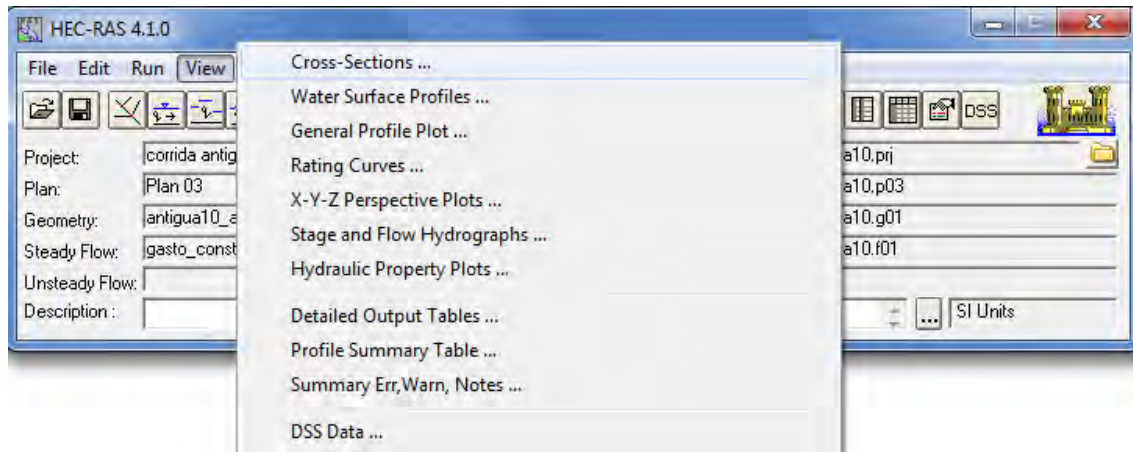 HEC-RAS 4.1.0
File Edit Run View
DSS
Project: corrida antig a10.prj
Plan: Plan 03 a10.p03
Geometry: antigua10_a a10.g01
Steady Flow: gasto_const a10.f01
Unsteady Flow:
Description : ... SI Units
Cross-Sections ...
Water Surface Profiles ...
General Profile Plot ...
Rating Curves ...
X-Y-Z Perspective Plots ...
Stage and Flow Hydrographs ...
Hydraulic Property Plots ...
Detailed Output Tables ...
Profile Summary Table ...
Summary Err,Warn, Notes ...
DSS Data ...